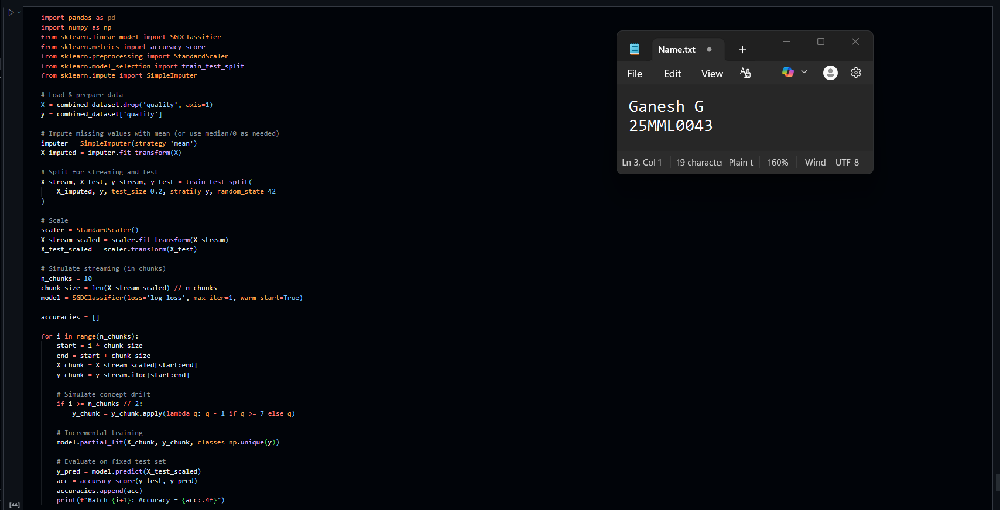 import pandas as pd
import numpy as np
from sklearn.linear_model import SGDClassifier
from sklearn.metrics import accuracy_score
from sklearn.preprocessing import StandardScaler
from sklearn.model_selection import train_test_split
from sklearn.impute import SimpleImputer

# Load & prepare data
X = combined_dataset.drop('quality', axis=1)
y = combined_dataset['quality']

# Impute missing values with mean (or use median/0 as needed)
imputer = SimpleImputer(strategy='mean')
X_imputed = imputer.fit_transform(X)

# Split for streaming and test
X_stream, X_test, y_stream, y_test = train_test_split(
    X_imputed, y, test_size=0.2, stratify=y, random_state=42
)

# Scale
scaler = StandardScaler()
X_stream_scaled = scaler.fit_transform(X_stream)
X_test_scaled = scaler.transform(X_test)

# Simulate streaming (in chunks)
n_chunks = 10
chunk_size = len(X_stream_scaled) // n_chunks
model = SGDClassifier(loss='log_loss', max_iter=1, warm_start=True)

accuracies = []

for i in range(n_chunks):
    start = i * chunk_size
    end = start + chunk_size
    X_chunk = X_stream_scaled[start:end]
    y_chunk = y_stream.iloc[start:end]

    # Simulate concept drift
    if i >= n_chunks // 2:
        y_chunk = y_chunk.apply(lambda q: q - 1 if q >= 7 else q)

    # Incremental training
    model.partial_fit(X_chunk, y_chunk, classes=np.unique(y))

    # Evaluate on fixed test set
    y_pred = model.predict(X_test_scaled)
    acc = accuracy_score(y_test, y_pred)
    accuracies.append(acc)
    print(f"Batch {i+1}: Accuracy = {acc:.4f}")
[44]
Name.txt
File Edit View
Ganesh G
25MML0043
Ln 3, Col 1 19 characte Plain t 160% Wind UTF-8